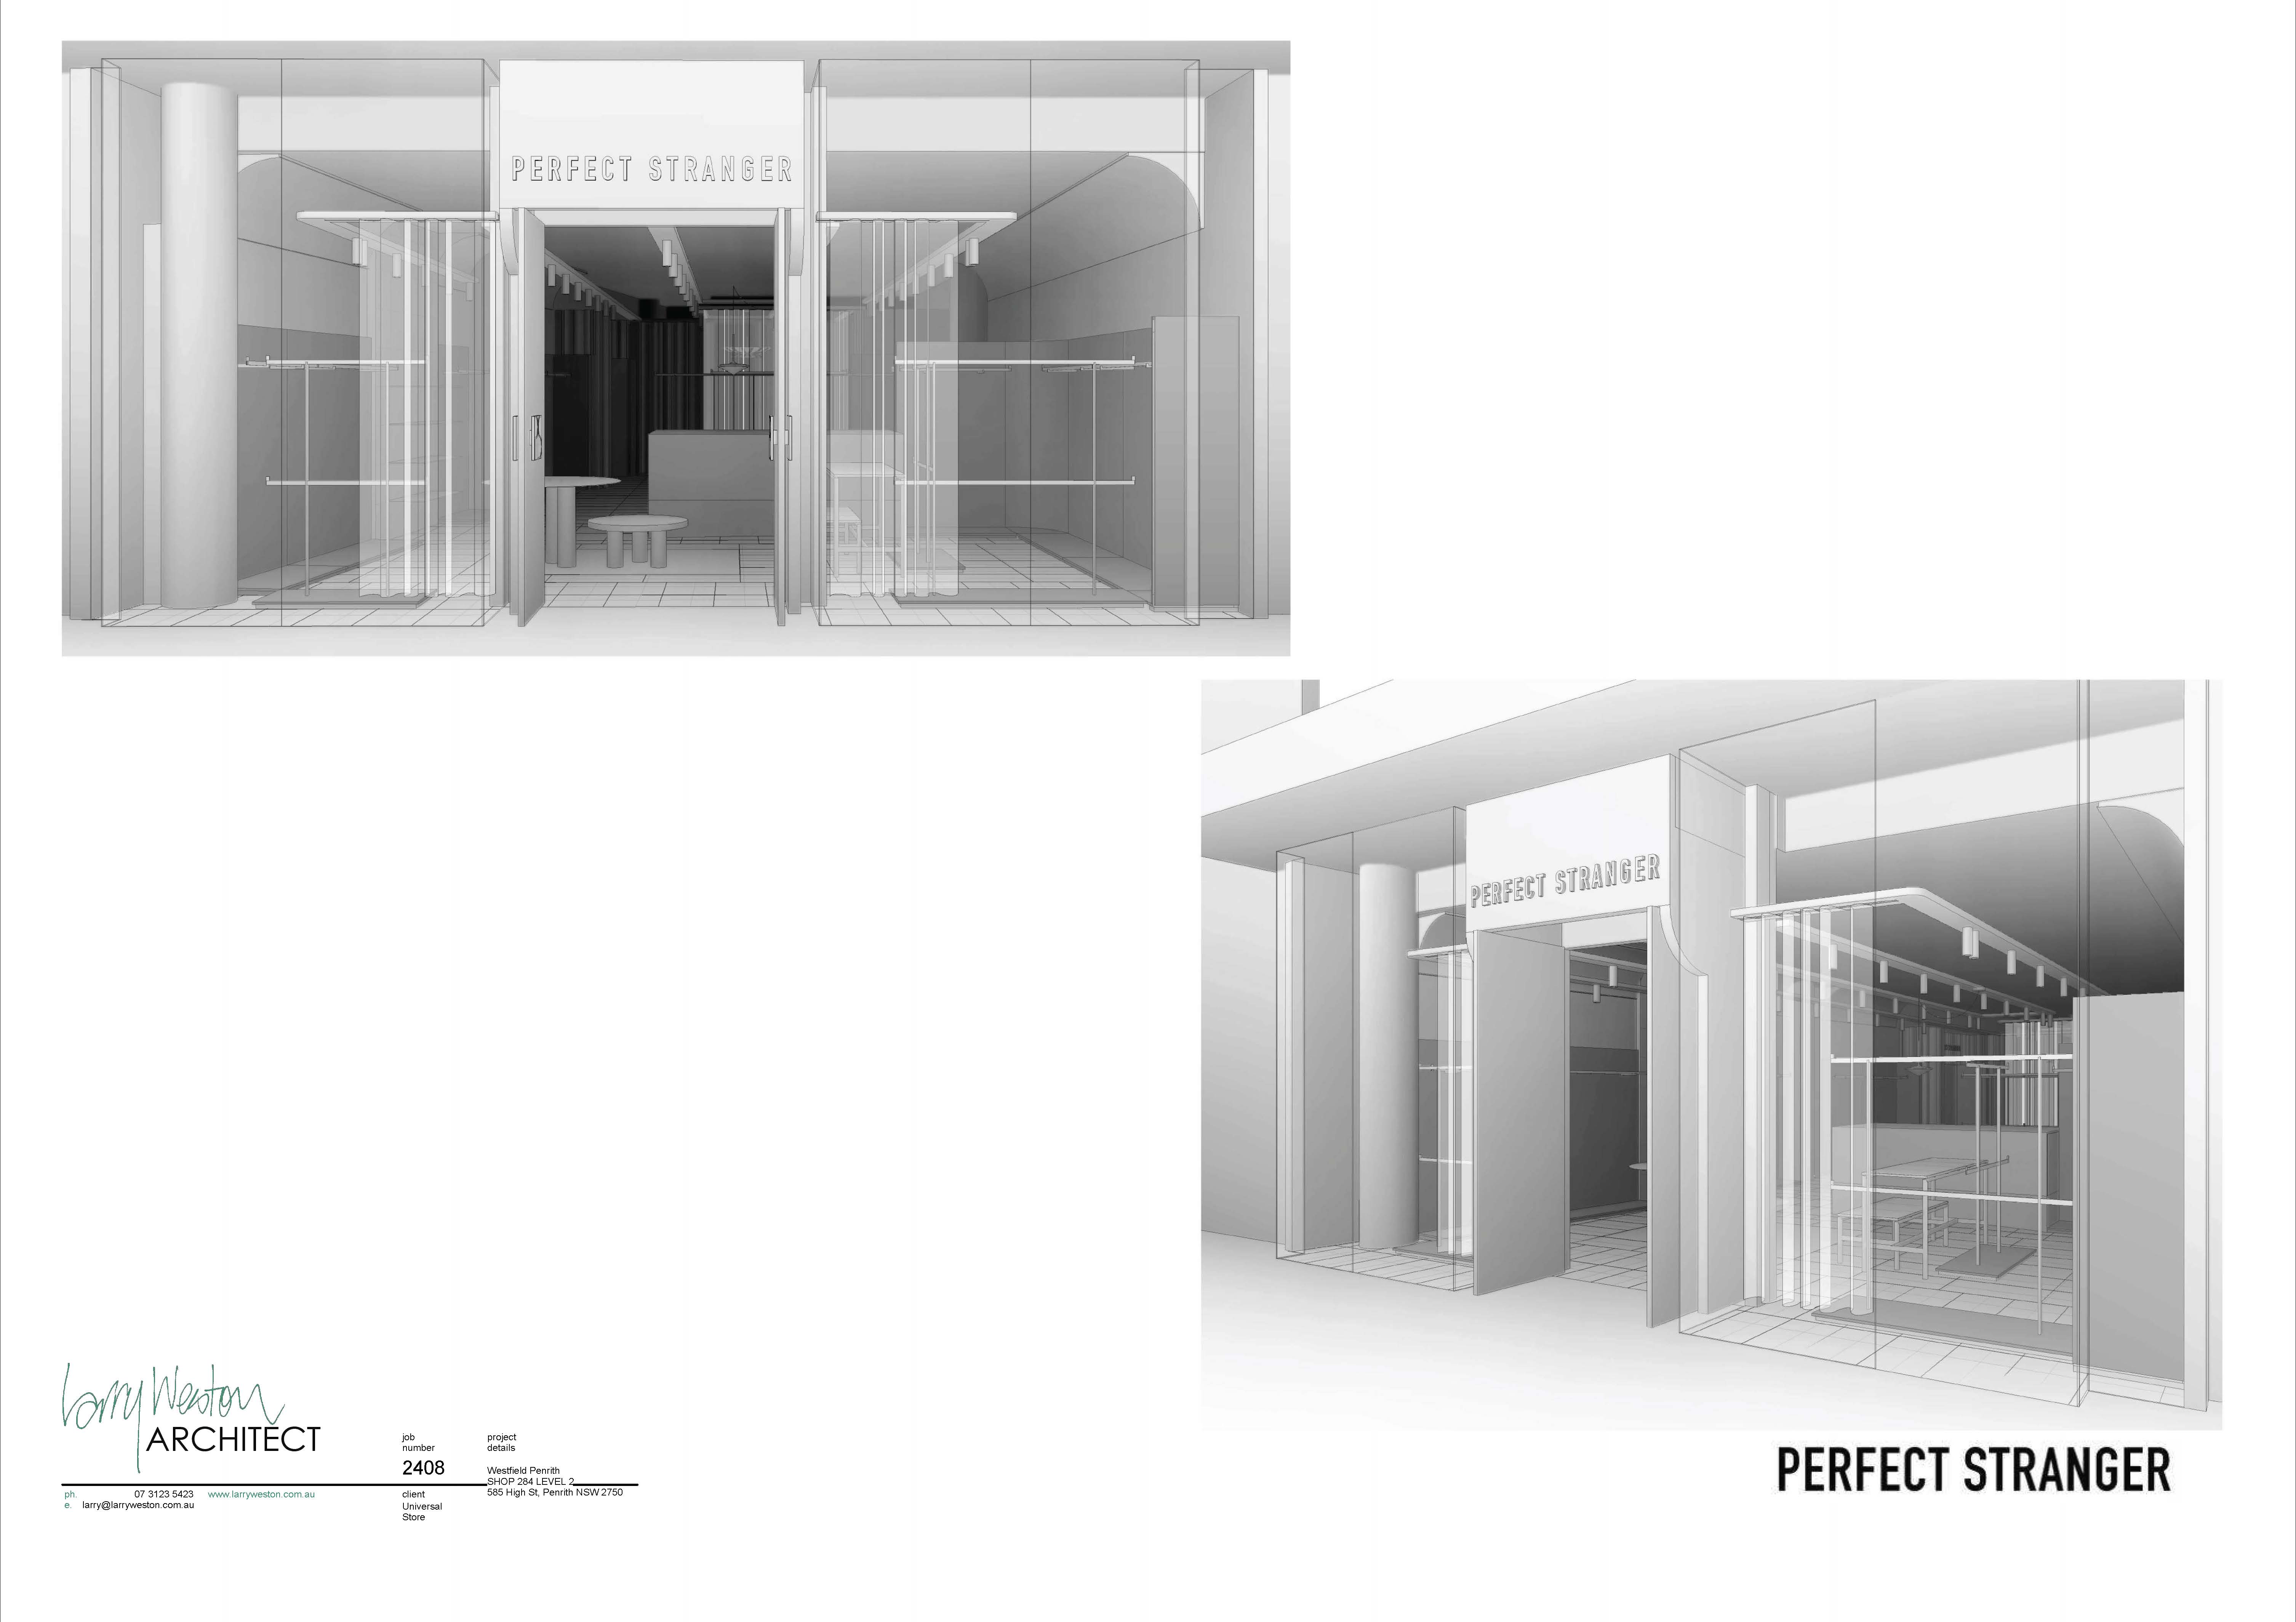 PERFECT STRANGER
PERFECT STRANGER
Larry Weston
ARCHITECT
ph. 07 3123 5423 www.larryweston.com.au
e. larry@larryweston.com.au
job
number
2408
client
Universal
Store
project
details
Westfield Penrith
SHOP 284 LEVEL 2
585 High St, Penrith NSW 2750
PERFECT STRANGER